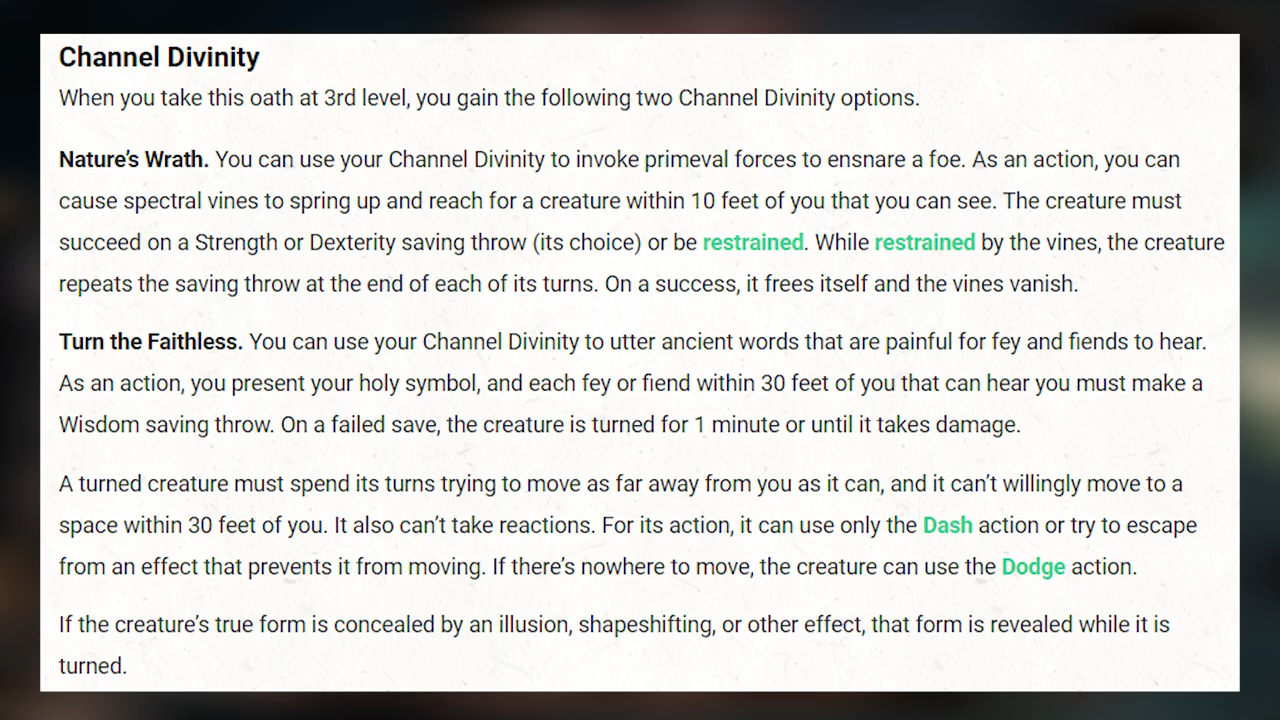 Channel Divinity
When you take this oath at 3rd level, you gain the following two Channel Divinity options.
Nature's Wrath. You can use your Channel Divinity to invoke primeval forces to ensnare a foe. As an action, you can
cause spectral vines to spring up and reach for a creature within 10 feet of you that you can see. The creature must
succeed on a Strength or Dexterity saving throw (its choice) or be restrained. While restrained by the vines, the creature
repeats the saving throw at the end of each of its turns. On a success, it frees itself and the vines vanish.
Turn the Faithless. You can use your Channel Divinity to utter ancient words that are painful for fey and fiends to hear.
As an action, you present your holy symbol, and each fey or fiend within 30 feet of you that can hear you must make a
Wisdom saving throw. On a failed save, the creature is turned for 1 minute or until it takes damage.
A turned creature must spend its turns trying to move as far away from you as it can, and it can't willingly move to a
space within 30 feet of you. It also can't take reactions. For its action, it can use only the Dash action or try to escape
from an effect that prevents it from moving. If there's nowhere to move, the creature can use the Dodge action.
If the creature's true form is concealed by an illusion, shapeshifting, or other effect, that form is revealed while it is
turned.